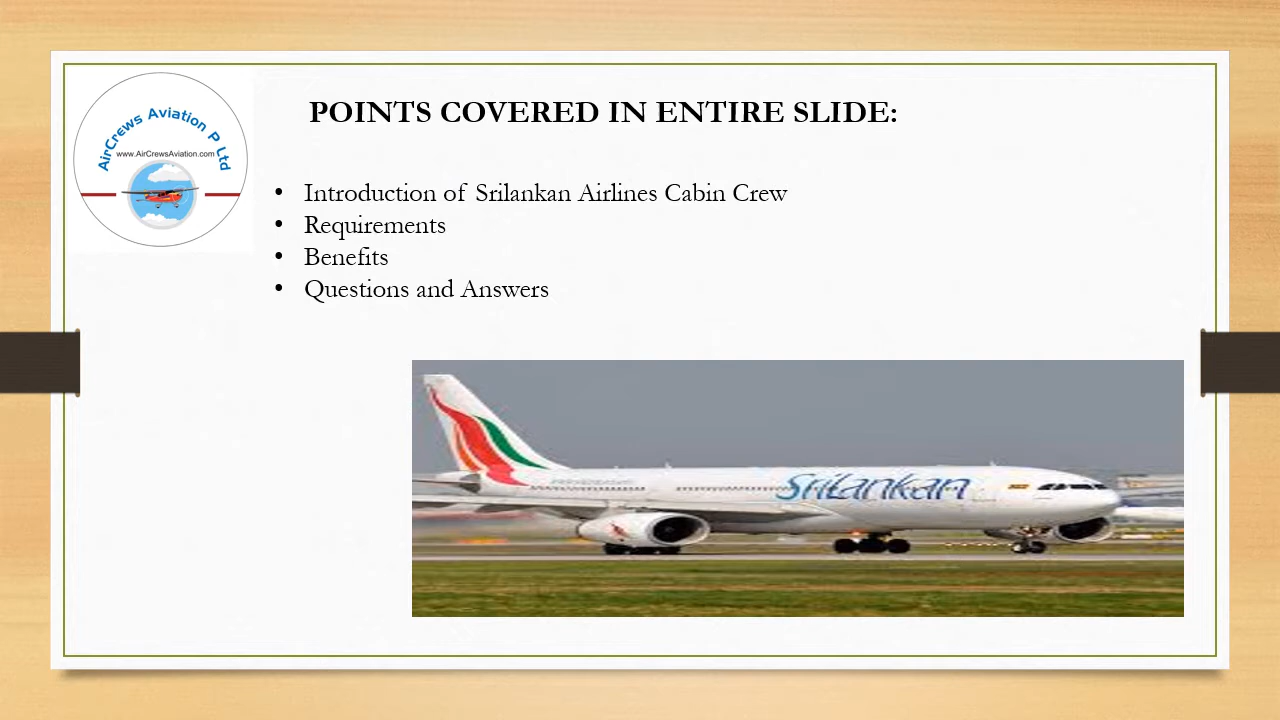 AirCrews Aviation P Ltd
www.AirCrewsAviation.com
POINTS COVERED IN ENTIRE SLIDE:
• Introduction of Srilankan Airlines Cabin Crew
• Requirements
• Benefits
• Questions and Answers
SriLankan